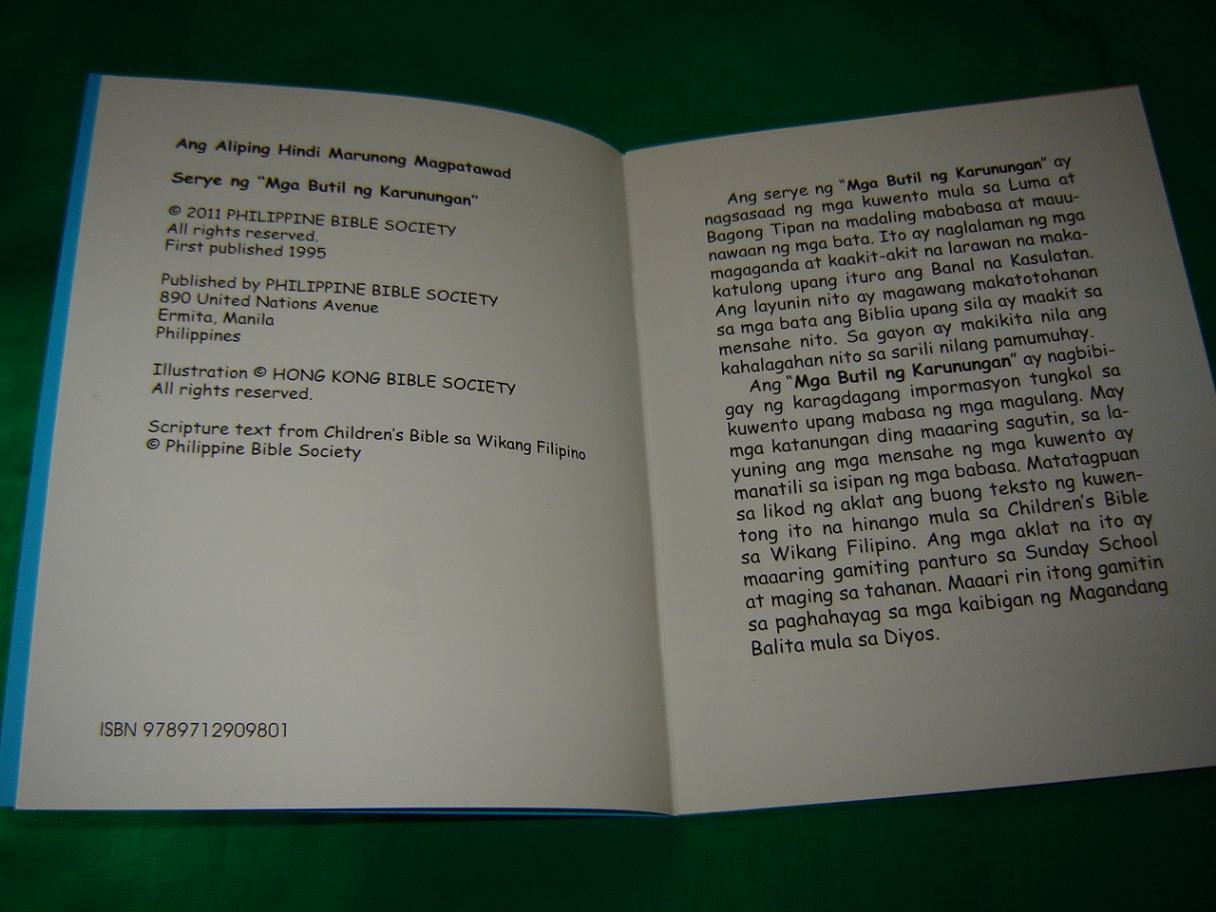 Ang Aliping Hindi Marunong Magpatawad
Serye ng “Mga Butil ng Karunungan”
© 2011 PHILIPPINE BIBLE SOCIETY
All rights reserved.
First published 1995
Published by PHILIPPINE BIBLE SOCIETY
890 United Nations Avenue
Ermita, Manila
Philippines
Illustration © HONG KONG BIBLE SOCIETY
All rights reserved.
Scripture text from Children's Bible sa Wikang Filipino
© Philippine Bible Society
ISBN 9789712909801
Ang serye ng “Mga Butil ng Karunungan” ay
nagsasaad ng mga kuwento mula sa Luma at
Bagong Tipan na madaling mababasa at mauu-
nawaan ng mga bata. Ito ay naglalaman ng mga
magaganda at kaakit-akit na larawan na maka-
katulong upang ituro ang Banal na Kasulatan.
Ang layunin nito ay magawang makatotohanan
sa mga bata ang Biblia upang sila ay maakit sa
mensahe nito. Sa gayon ay makikita nila ang
kahalagahan nito sa sarili nilang pamumuhay.
Ang “Mga Butil ng Karunungan” ay nagbibi-
gay ng karagdagang impormasyon tungkol sa
kuwento upang mabasa ng mga magulang. May
mga katanungan ding maaaring sagutin, sa la-
yuning ang mga mensahe ng mga kuwento ay
manatili sa isipan ng mga babasa. Matatagpuan
sa likod ng aklat ang buong teksto ng kuwen-
tong ito na hinango mula sa Children's Bible
sa Wikang Filipino. Ang mga aklat na ito ay
maaaring gamiting panturo sa Sunday School
at maging sa tahanan. Maaari rin itong gamitin
sa paghahayag sa mga kaibigan ng Magandang
Balita mula sa Diyos.